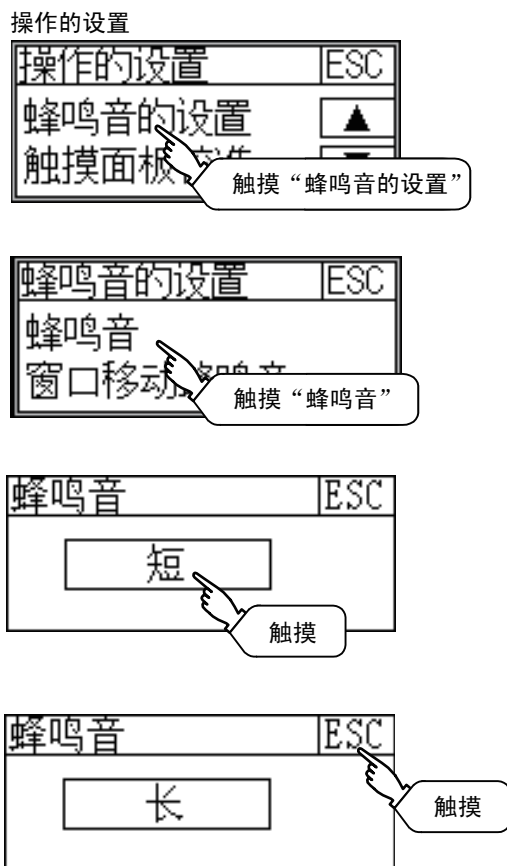 操作的设置
操作的设置 ESC
蜂鸣音的设置 ▲
触摸面板
触摸“蜂鸣音的设置”
蜂鸣音的设置 ESC
蜂鸣音
窗口移动蜂鸣音
触摸“蜂鸣音”
蜂鸣音 ESC
短
触摸
蜂鸣音 ESC
长
触摸